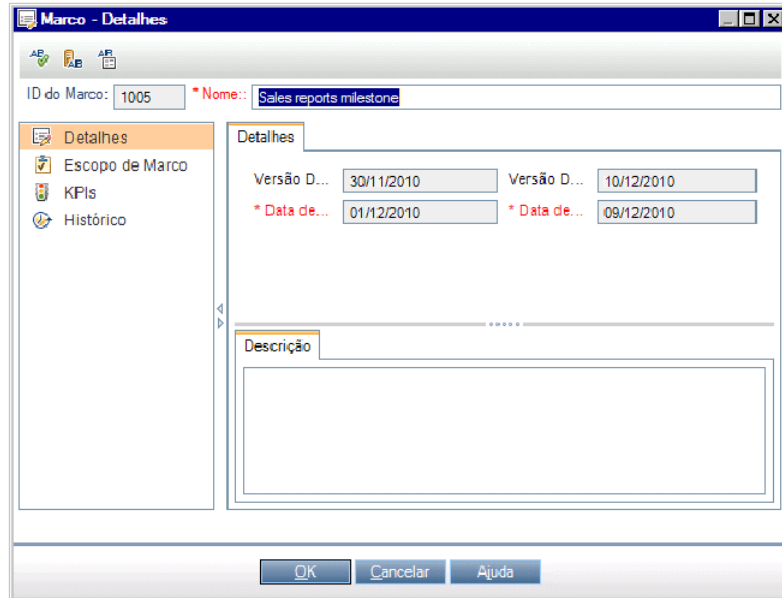 Marco - Detalhes
ID do Marco: 1005 * Nome:: Sales reports milestone
Detalhes
Escopo de Marco
KPIs
Histórico
Detalhes
Versão D... 30/11/2010 Versão D... 10/12/2010
* Data de... 01/12/2010 * Data de... 09/12/2010
Descrição
OK Cancelar Ajuda